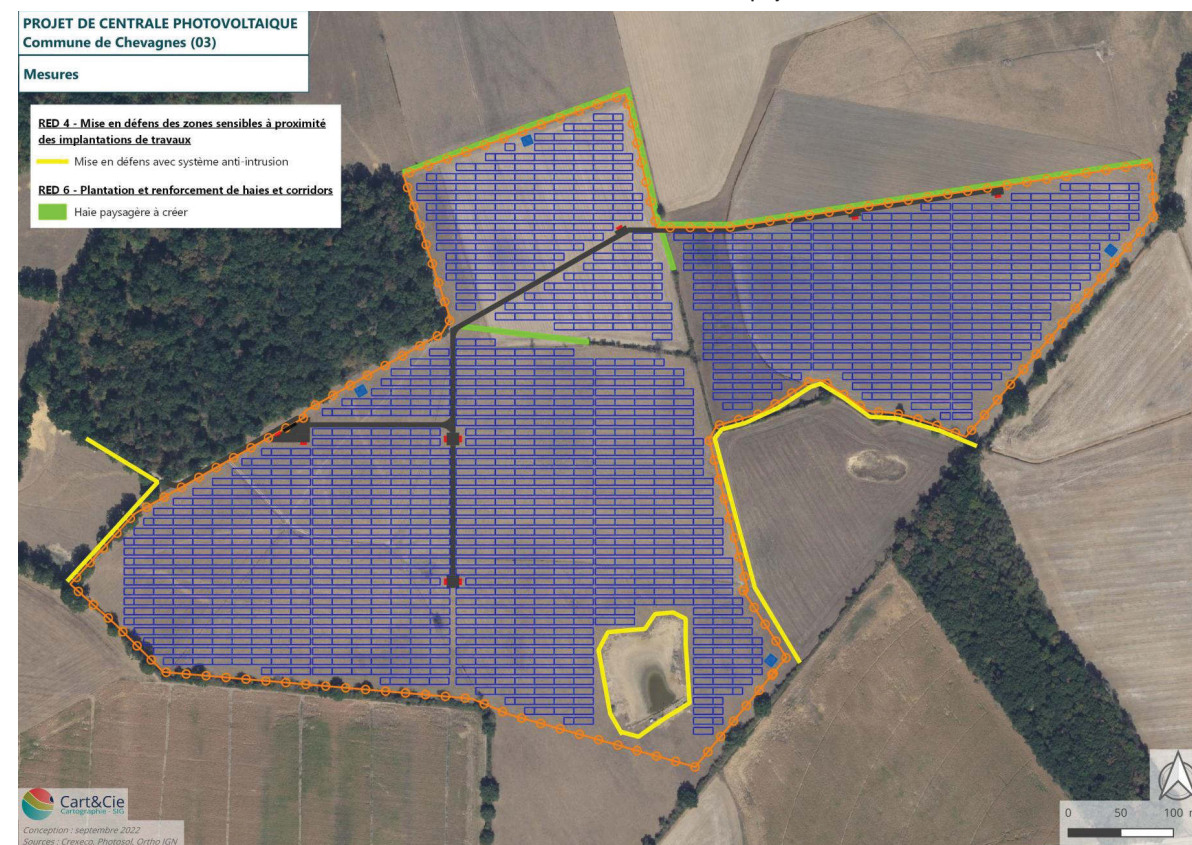 PROJET DE CENTRALE PHOTOVOLTAIQUE
Commune de Chevagnes (03)
Mesures
RED 4 - Mise en défens des zones sensibles à proximité
des implantations de travaux
Mise en défens avec système anti-intrusion
RED 6 - Plantation et renforcement de haies et corridors
Haie paysagère à créer
Cart&Cie
Cartographie - SIG
Conception : septembre 2022
Sources : Crexeco, Photosol, Ortho IGN
0 50 100